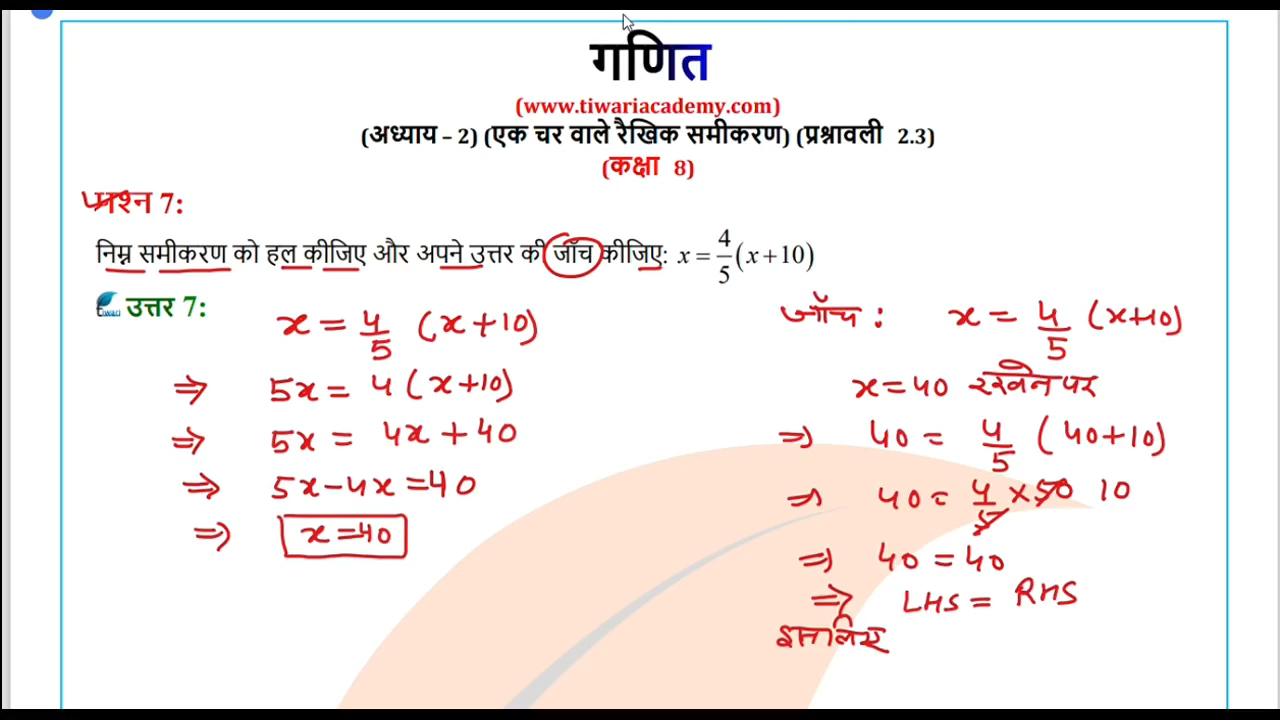 गणित
(www.tiwariacademy.com)
(अध्याय – 2) (एक चर वाले रैखिक समीकरण) (प्रश्नावली 2.3)
(कक्षा 8)
प्रश्न 7:
निम्न समीकरण को हल कीजिए और अपने उत्तर की जाँच कीजिए: x = 4/5 (x + 10)
उत्तर 7:
x = 4/5 (x+10)
⇒ 5x = 4 (x+10)
⇒ 5x = 4x + 40
⇒ 5x – 4x = 40
⇒ x = 40
जाँच : x = 4/5 (x+10)
x = 40 रखने पर
⇒ 40 = 4/5 (40+10)
⇒ 40 = 4/5 × 50 10
⇒ 40 = 40
⇒ LHS = RHS
इसलिए